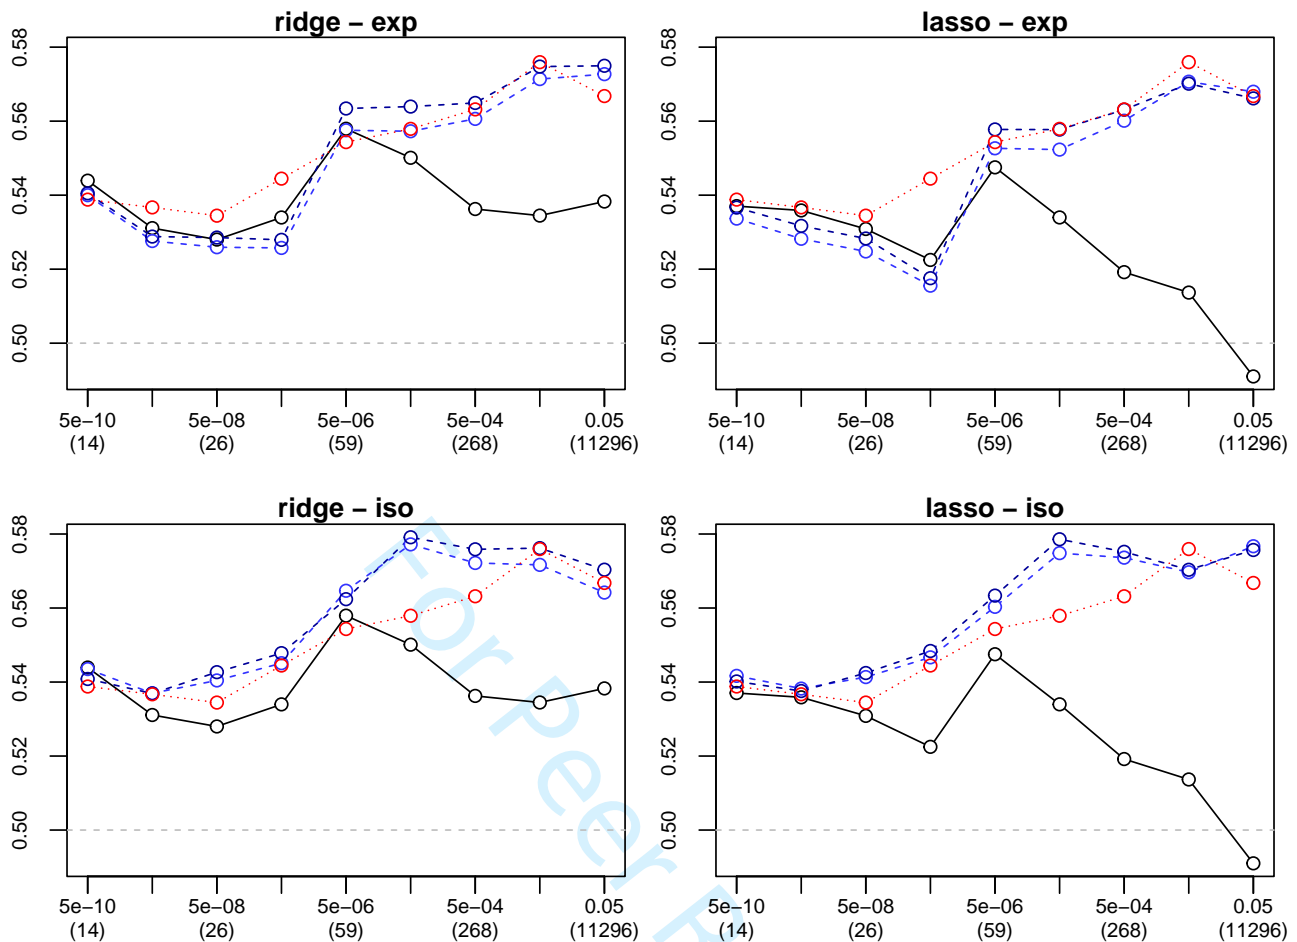 ridge – exp
0.50 0.52 0.54 0.56 0.58
5e−10 5e−08 5e−06 5e−04 0.05
(14) (26) (59) (268) (11296)
lasso – exp
0.50 0.52 0.54 0.56 0.58
5e−10 5e−08 5e−06 5e−04 0.05
(14) (26) (59) (268) (11296)
ridge – iso
0.50 0.52 0.54 0.56 0.58
5e−10 5e−08 5e−06 5e−04 0.05
(14) (26) (59) (268) (11296)
lasso – iso
0.50 0.52 0.54 0.56 0.58
5e−10 5e−08 5e−06 5e−04 0.05
(14) (26) (59) (268) (11296)
For Peer R